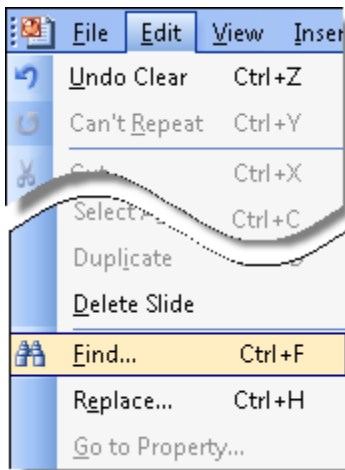 File Edit View Inser
Undo Clear Ctrl+Z
Can't Repeat Ctrl+Y
Ctrl+X
Select Ctrl+C
Duplicate
Delete Slide
Find... Ctrl+F
Replace... Ctrl+H
Go to Property...